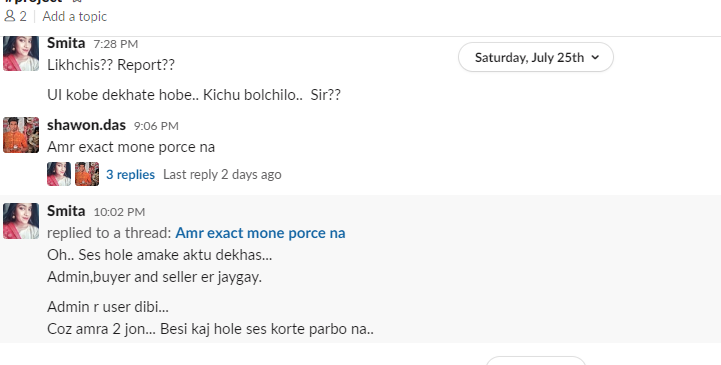 #project
2 Add a topic
Smita 7:28 PM
Saturday, July 25th
Likhchis?? Report??
UI kobe dekhate hobe.. Kichu bolchilo.. Sir??
shawon.das 9:06 PM
Amr exact mone porce na
3 replies Last reply 2 days ago
Smita 10:02 PM
replied to a thread: Amr exact mone porce na
Oh.. Ses hole amake aktu dekhas...
Admin,buyer and seller er jaygay.
Admin r user dibi...
Coz amra 2 jon... Besi kaj hole ses korte parbo na..